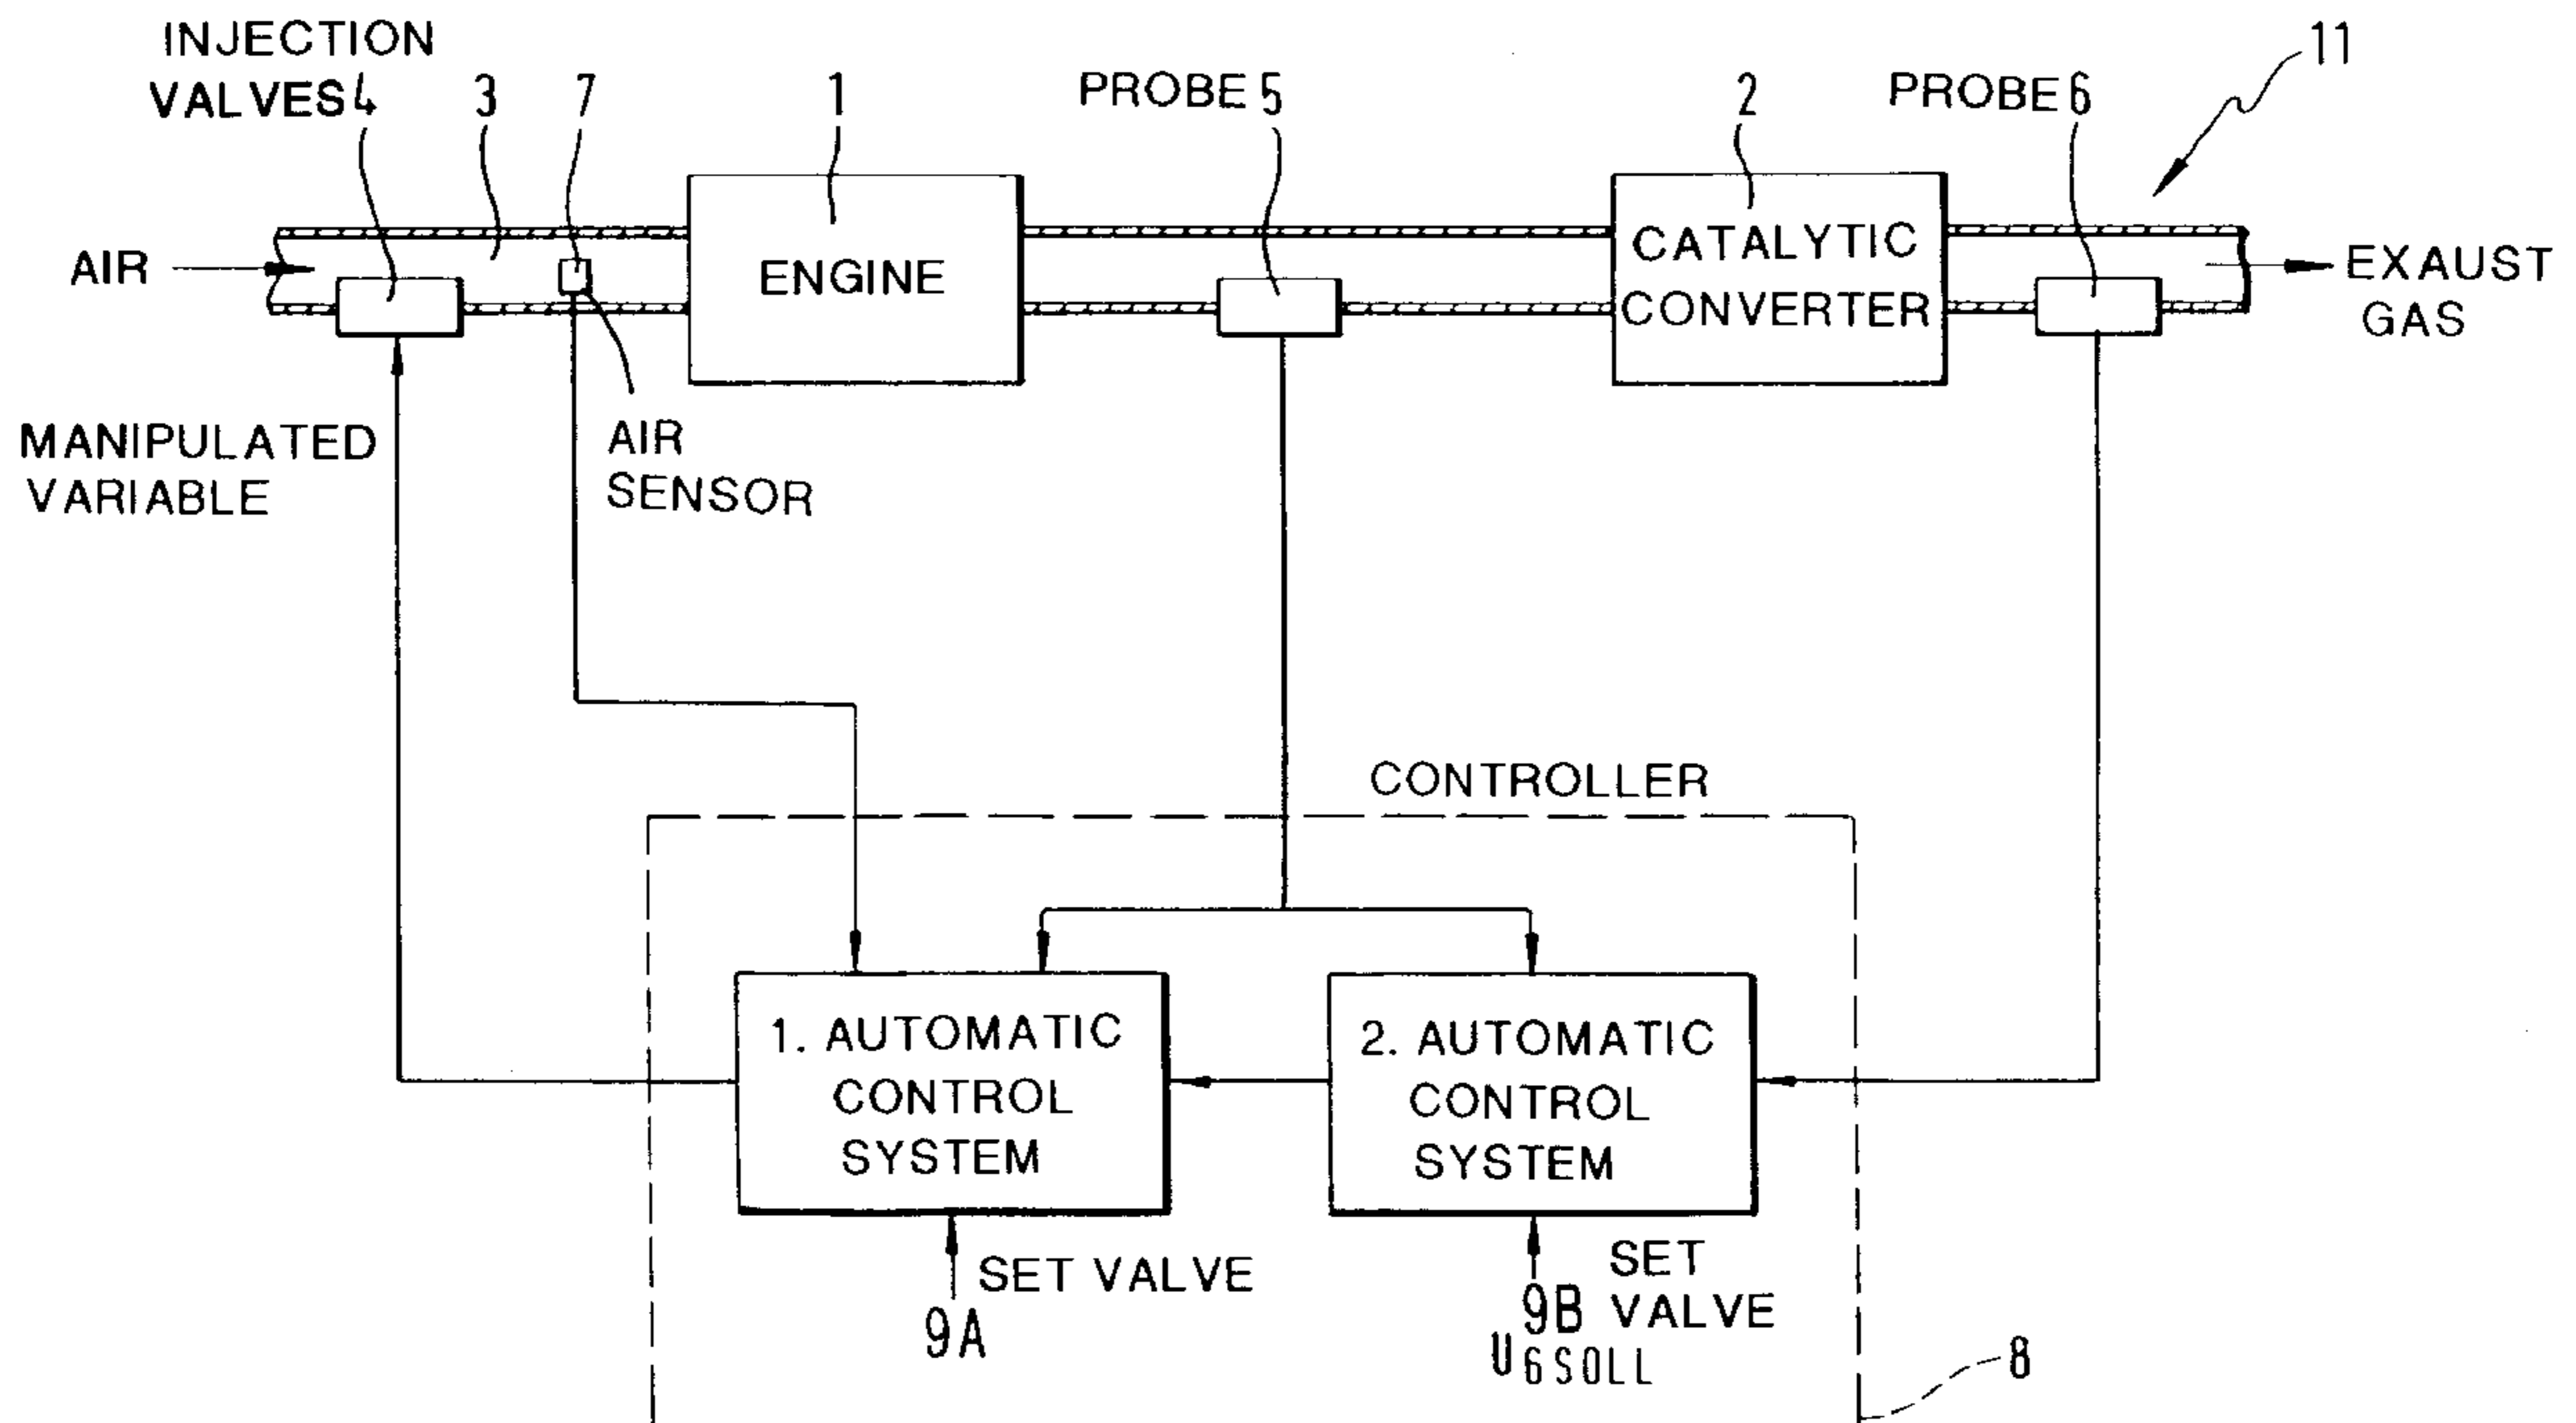 INJECTION
VALVES 4
3
7
1
PROBE 5
2
PROBE 6
11
AIR
ENGINE
CATALYTIC
CONVERTER
EXAUST
GAS
MANIPULATED
VARIABLE
AIR
SENSOR
CONTROLLER
1. AUTOMATIC
CONTROL
SYSTEM
2. AUTOMATIC
CONTROL
SYSTEM
SET VALVE
9A
SET
9B VALVE
U6SOLL
8